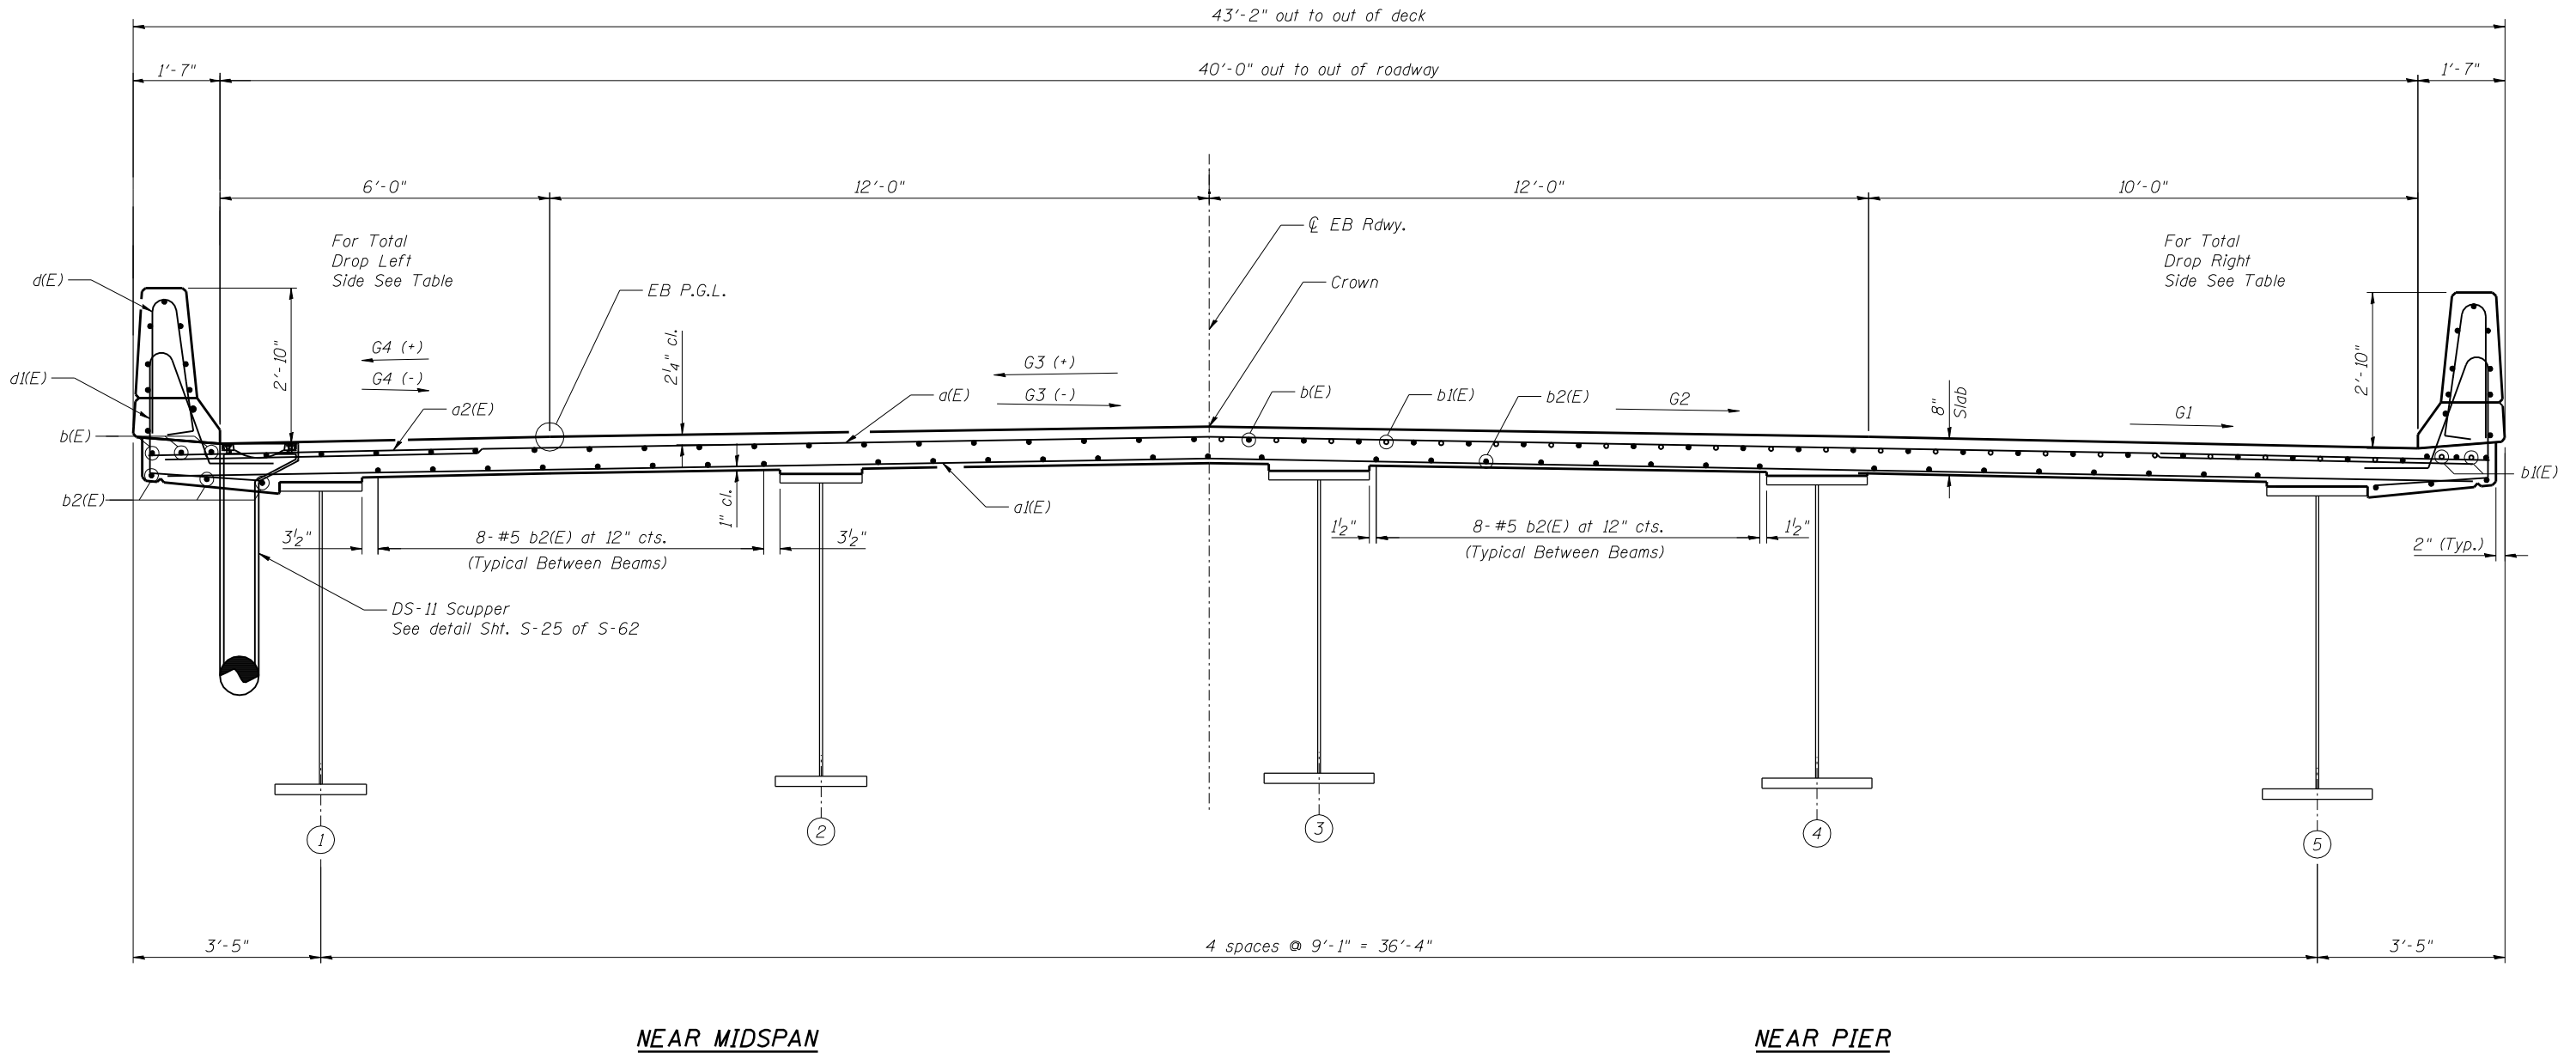 43'-2" out to out of deck
1'-7"
40'-0" out to out of roadway
1'-7"
6'-0"
12'-0"
12'-0"
10'-0"
℄ EB Rdwy.
For Total
Drop Left
Side See Table
For Total
Drop Right
Side See Table
d(E)
EB P.G.L.
Crown
2'-10"
G4 (+)
G4 (-)
2¼" cl.
G3 (+)
G3 (-)
2'-10"
d1(E)
a2(E)
a(E)
b(E)
b1(E)
b2(E)
G2
8"
Slab
G1
b(E)
b2(E)
1" cl.
a1(E)
b1(E)
3½"
8-#5 b2(E) at 12" cts.
(Typical Between Beams)
3½"
1½"
8-#5 b2(E) at 12" cts.
(Typical Between Beams)
1½"
2" (Typ.)
DS-11 Scupper
See detail Sht. S-25 of S-62
1
2
3
4
5
3'-5"
4 spaces @ 9'-1" = 36'-4"
3'-5"
NEAR MIDSPAN
NEAR PIER